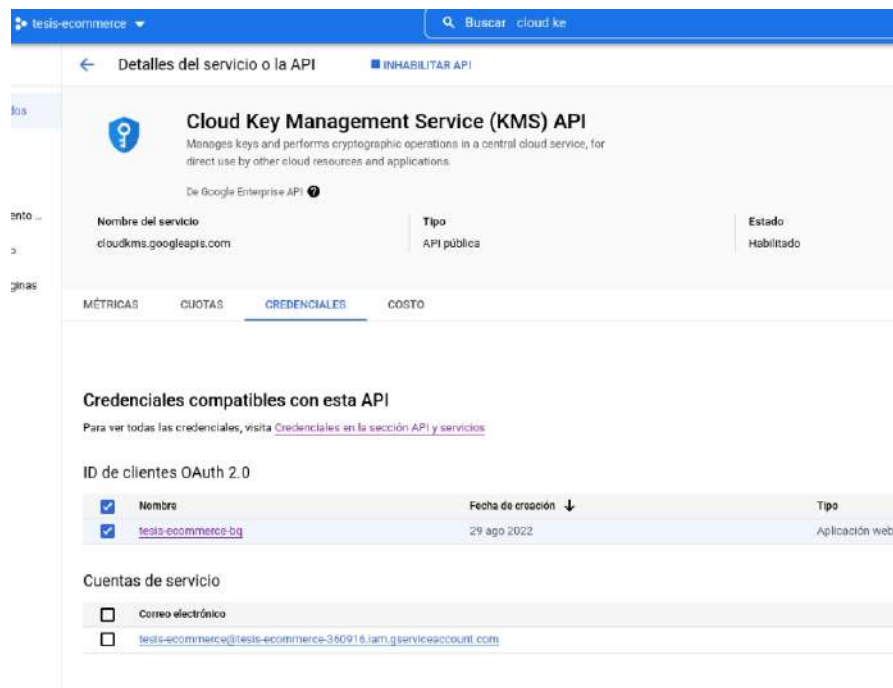 tesis-ecommerce
Buscar cloud ke
Detalles del servicio o la API
INHABILITAR API
dos
Cloud Key Management Service (KMS) API
Manages keys and performs cryptographic operations in a central cloud service, for
direct use by other cloud resources and applications.
De Google Enterprise API
ento ...
Nombre del servicio Tipo Estado
cloudkms.googleapis.com API pública Habilitado
o
ginas
MÉTRICAS CUOTAS CREDENCIALES COSTO
Credenciales compatibles con esta API
Para ver todas las credenciales, visita Credenciales en la sección API y servicios
ID de clientes OAuth 2.0
Nombre Fecha de creación Tipo
tesis-ecommerce-bq 29 ago 2022 Aplicación web
Cuentas de servicio
Correo electrónico
tesis-ecommerce@tesis-ecommerce-360916.iam.gserviceaccount.com